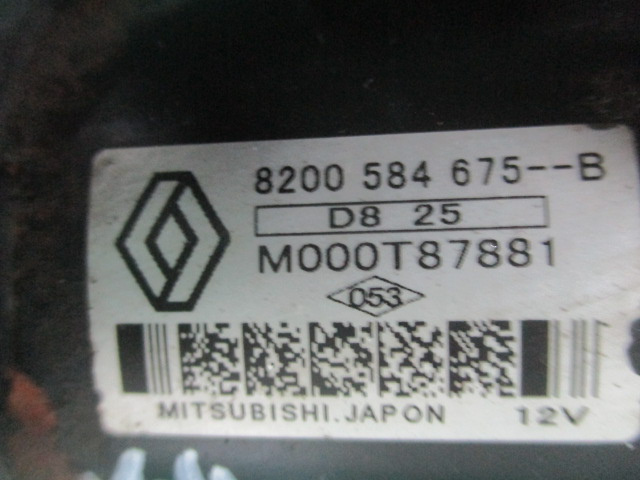 8200 584 675--B
D8 25
M000T87881
053
MITSUBISHI.JAPON 12V